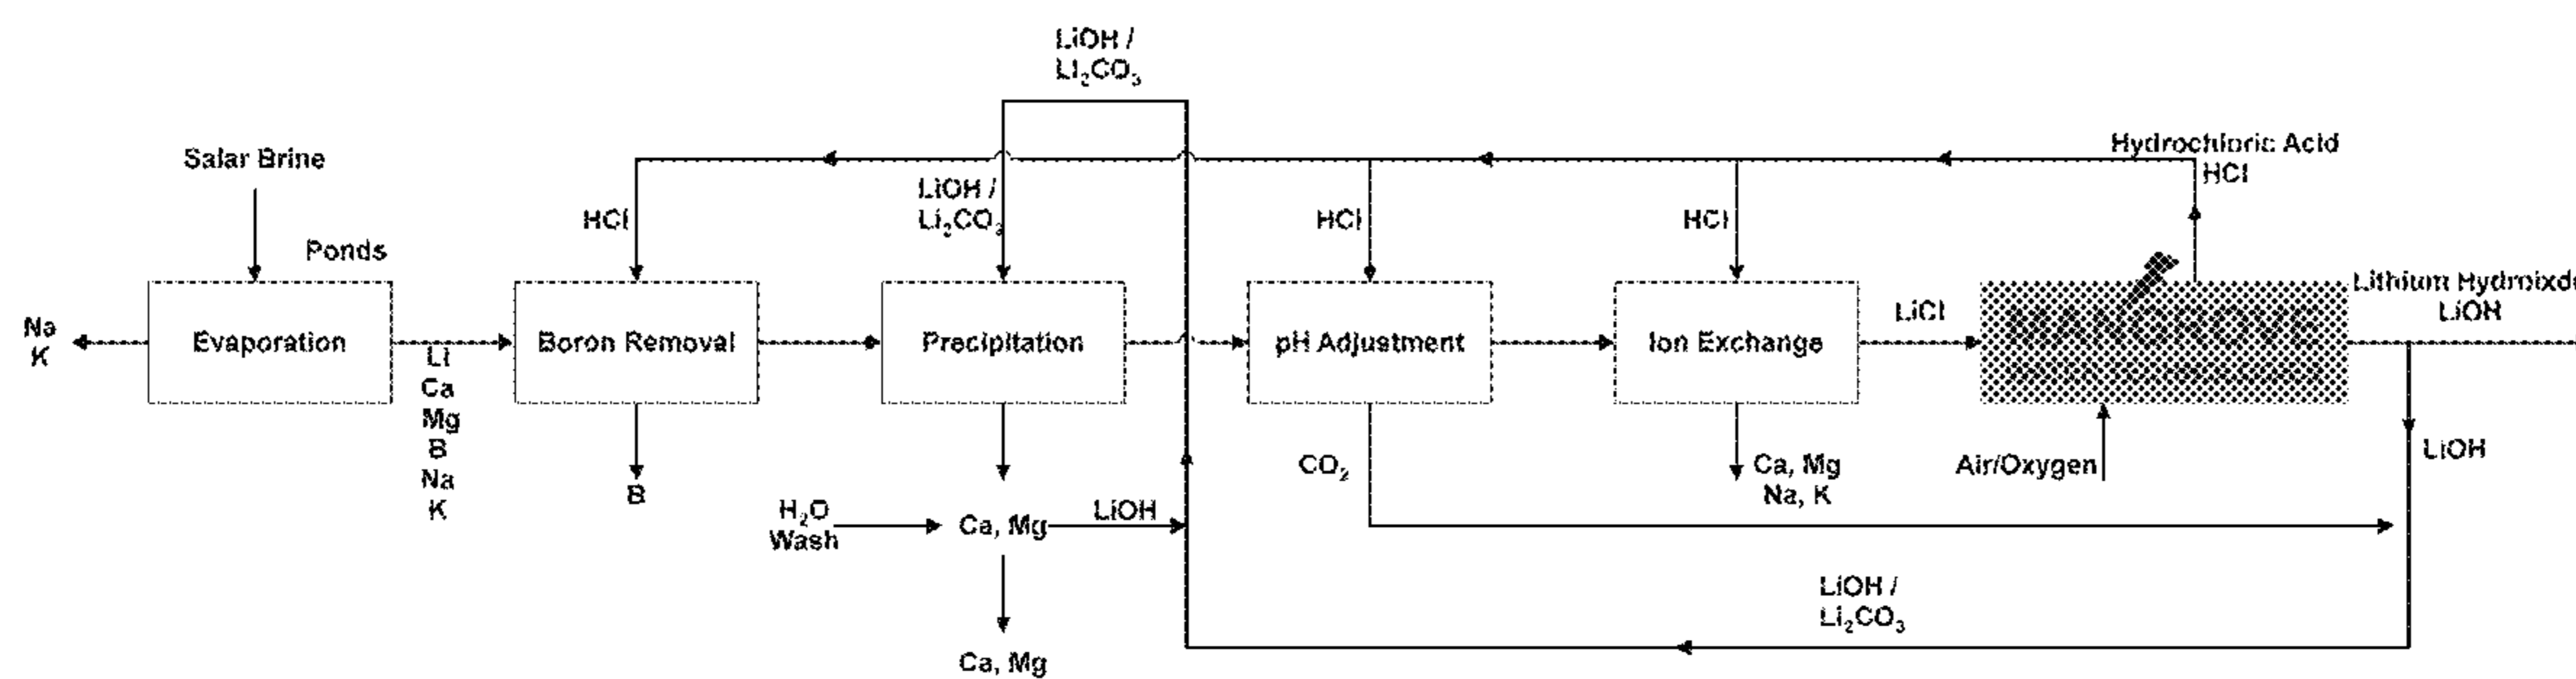 LiOH /
Li₂CO₃
Salar Brine
Hydrochloric Acid
HCl
Ponds
HCl
LiOH /
Li₂CO₃
HCl
HCl
Na
K
Evaporation
Li
Ca
Mg
B
Na
K
Boron Removal
Precipitation
pH Adjustment
Ion Exchange
LiCl
Lithium Hydroixde
LiOH
B
H₂O
Wash
Ca, Mg
LiOH
CO₂
Ca, Mg
Na, K
Air/Oxygen
LiOH
Ca, Mg
LiOH /
Li₂CO₃